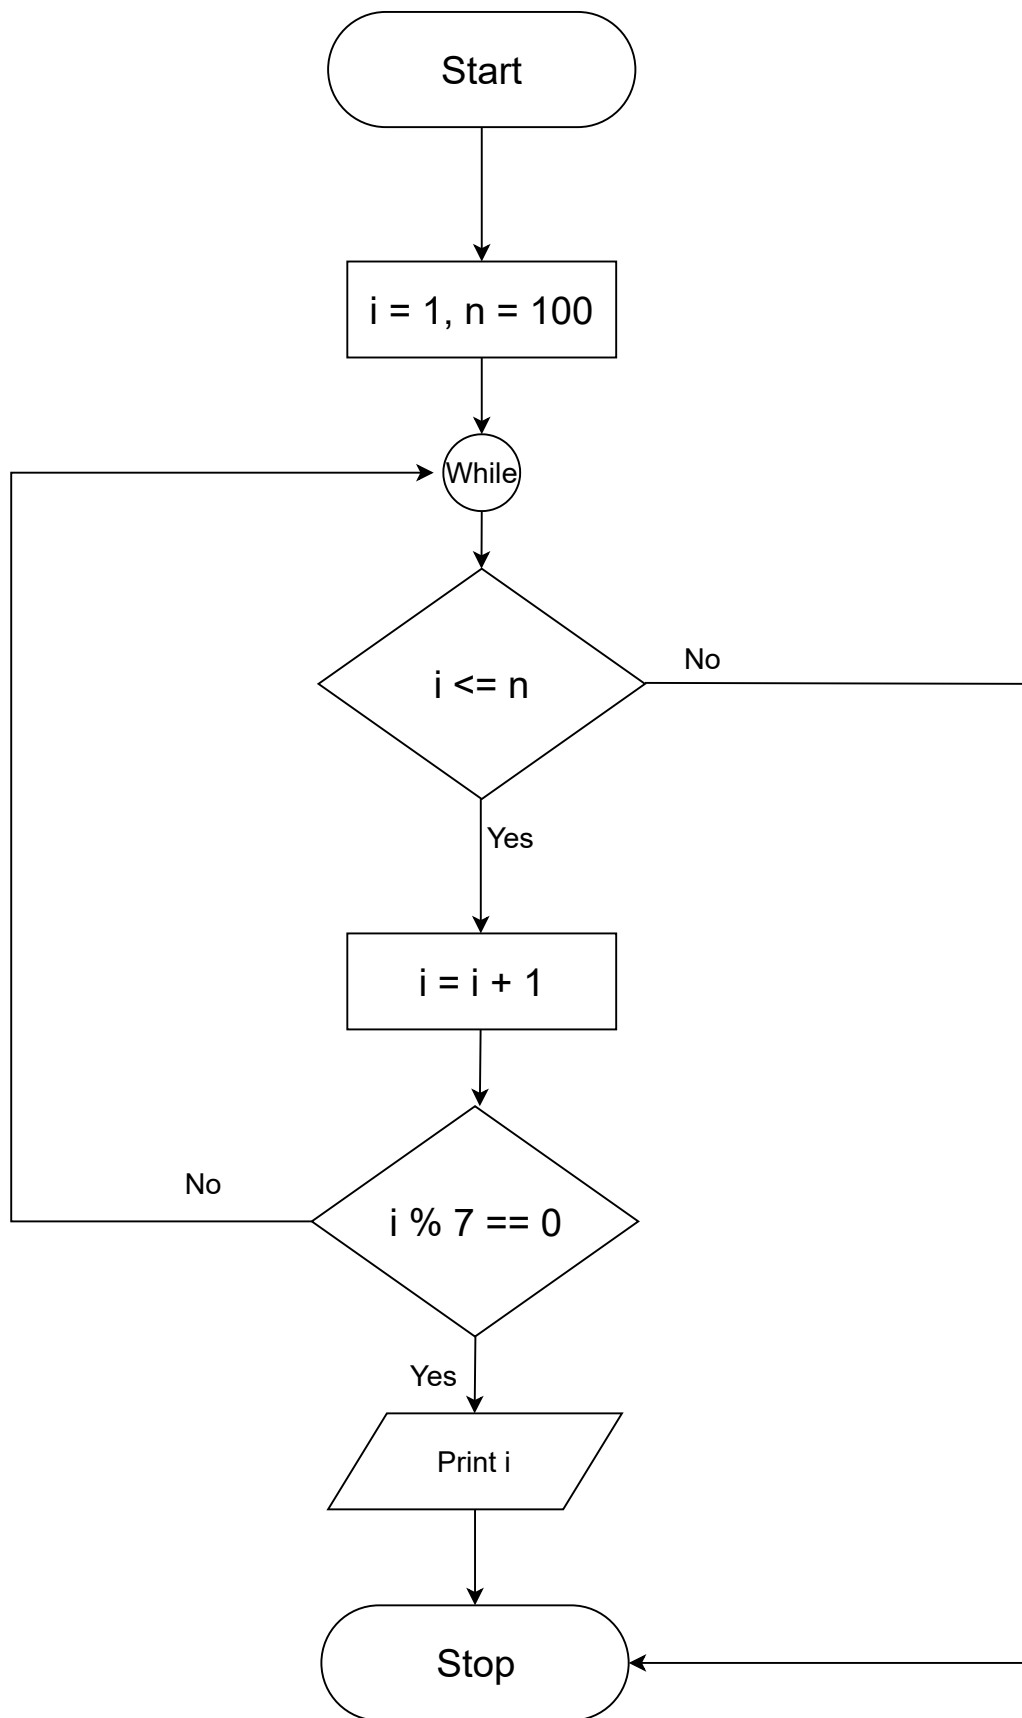 Start
i = 1, n = 100
While
i <= n
No
Yes
i = i + 1
No
i % 7 == 0
Yes
Print i
Stop